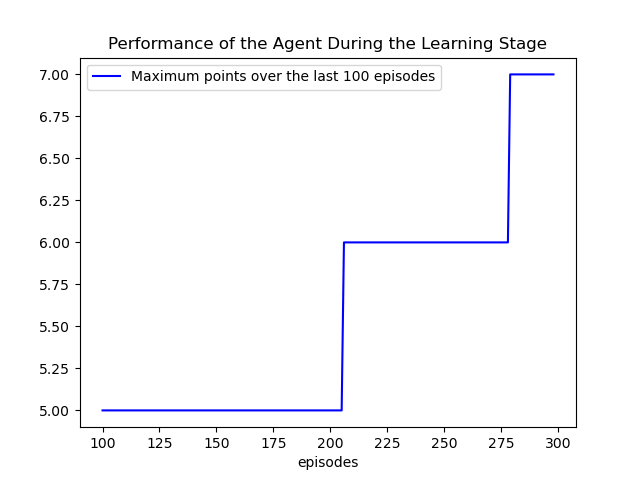 Performance of the Agent During the Learning Stage
Maximum points over the last 100 episodes
7.00
6.75
6.50
6.25
6.00
5.75
5.50
5.25
5.00
100 125 150 175 200 225 250 275 300
episodes